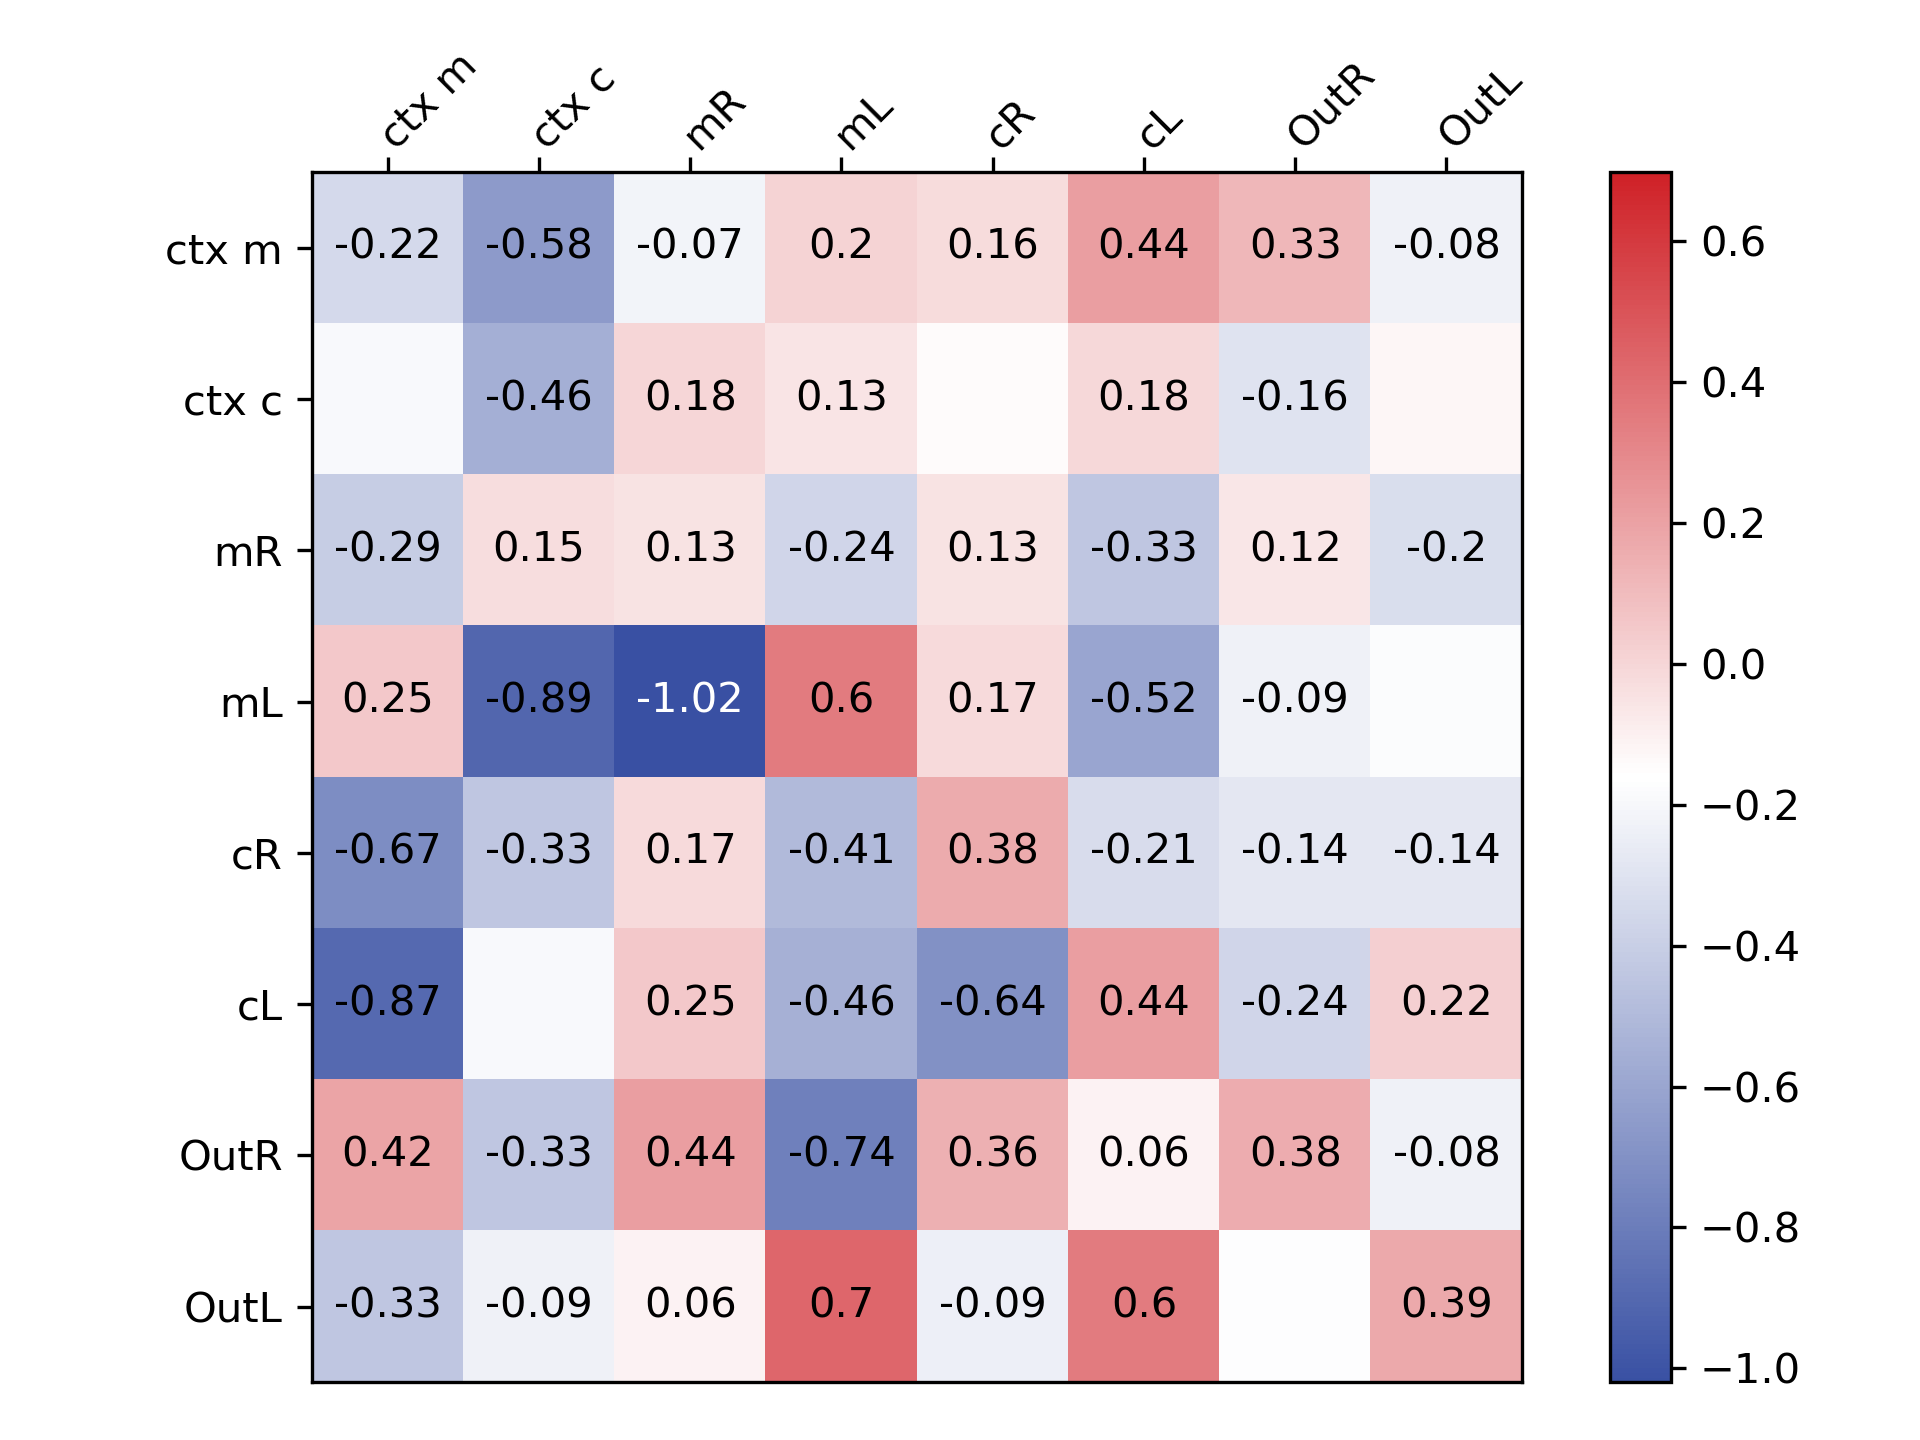 ctx m ctx c mR mL cR cL OutR OutL
ctx m -0.22 -0.58 -0.07 0.2 0.16 0.44 0.33 -0.08
ctx c -0.46 0.18 0.13 0.18 -0.16
mR -0.29 0.15 0.13 -0.24 0.13 -0.33 0.12 -0.2
mL 0.25 -0.89 -1.02 0.6 0.17 -0.52 -0.09
cR -0.67 -0.33 0.17 -0.41 0.38 -0.21 -0.14 -0.14
cL -0.87 0.25 -0.46 -0.64 0.44 -0.24 0.22
OutR 0.42 -0.33 0.44 -0.74 0.36 0.06 0.38 -0.08
OutL -0.33 -0.09 0.06 0.7 -0.09 0.6 0.39
0.6
0.4
0.2
0.0
−0.2
−0.4
−0.6
−0.8
−1.0